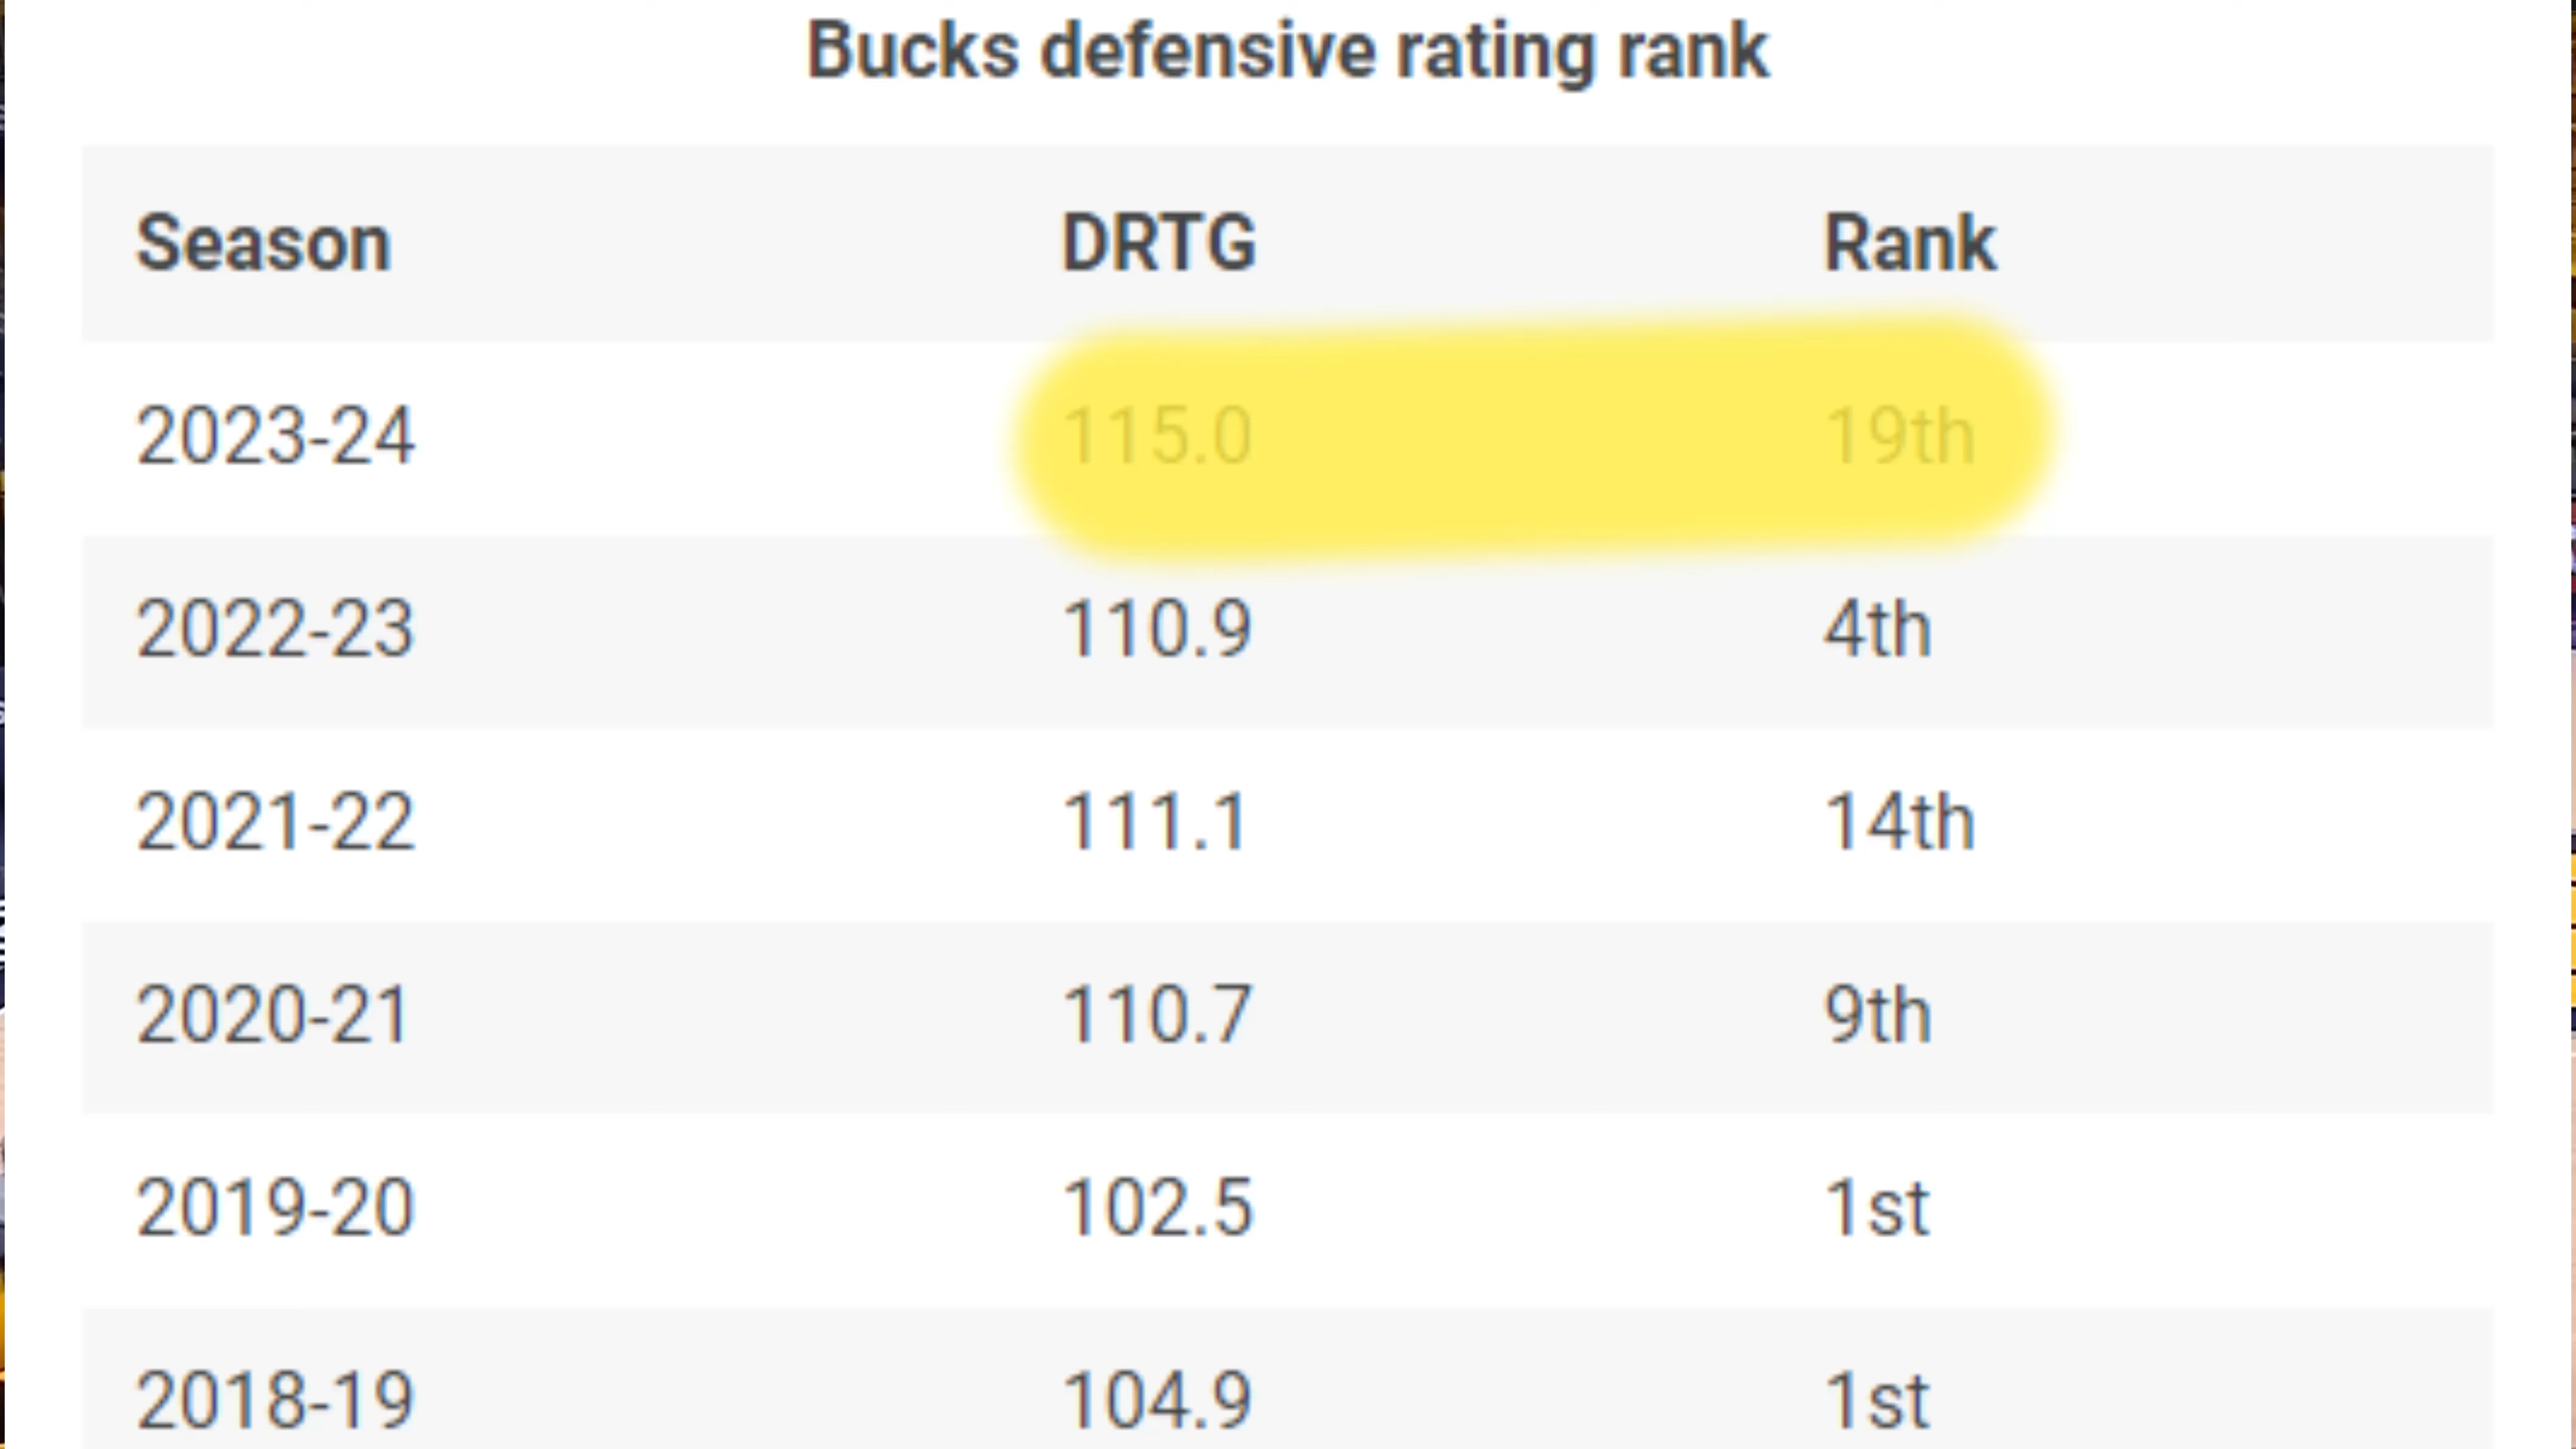 Bucks defensive rating rank
Season DRTG Rank
2023-24 115.0 19th
2022-23 110.9 4th
2021-22 111.1 14th
2020-21 110.7 9th
2019-20 102.5 1st
2018-19 104.9 1st